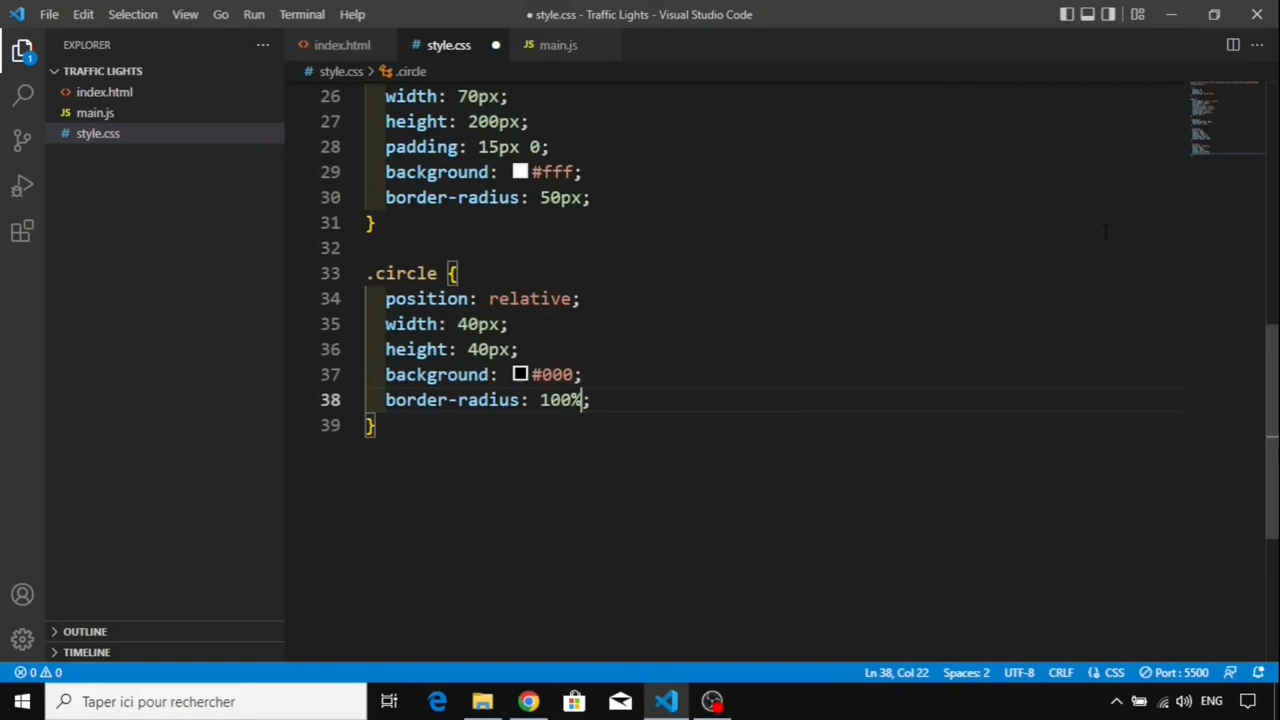 File Edit Selection View Go Run Terminal Help
● style.css - Traffic Lights - Visual Studio Code
EXPLORER
TRAFFIC LIGHTS
index.html
main.js
style.css
OUTLINE
TIMELINE
index.html style.css main.js
style.css > .circle
26 width: 70px;
27 height: 200px;
28 padding: 15px 0;
29 background: #fff;
30 border-radius: 50px;
31 }
32
33 .circle {
34 position: relative;
35 width: 40px;
36 height: 40px;
37 background: #000;
38 border-radius: 100%;
39 }
0 0 Ln 38, Col 22 Spaces: 2 UTF-8 CRLF CSS Port : 5500
Taper ici pour rechercher ENG